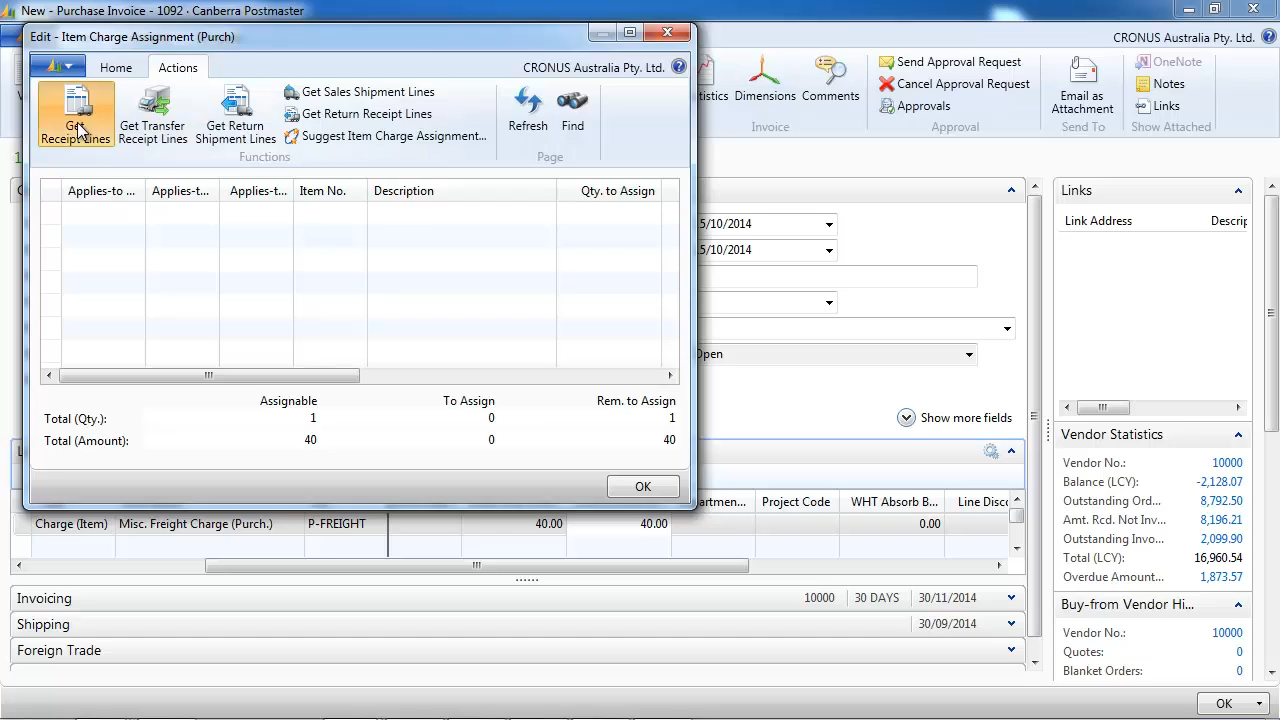 New - Purchase Invoice - 1092 · Canberra Postmaster
Edit - Item Charge Assignment (Purch)
CRONUS Australia Pty. Ltd.
Home
Actions
CRONUS Australia Pty. Ltd.
Get
Receipt Lines
Get Transfer
Receipt Lines
Get Return
Shipment Lines
Get Sales Shipment Lines
Get Return Receipt Lines
Suggest Item Charge Assignment...
Functions
Refresh
Find
Page
tistics
Dimensions
Comments
Invoice
Send Approval Request
Cancel Approval Request
Approvals
Approval
Email as
Attachment
Send To
OneNote
Notes
Links
Show Attached
Applies-to ...
Applies-t...
Applies-t...
Item No.
Description
Qty. to Assign
Assignable
To Assign
Rem. to Assign
Total (Qty.):
1
0
1
Total (Amount):
40
0
40
OK
5/10/2014
5/10/2014
Open
Show more fields
Links
Link Address
Descrip
Vendor Statistics
Vendor No.:
10000
Balance (LCY):
-2,128.07
Outstanding Ord...
8,792.50
Amt. Rcd. Not Inv...
8,196.21
Outstanding Invo...
2,099.90
Total (LCY):
16,960.54
Overdue Amount...
1,873.57
Buy-from Vendor Hi...
Vendor No.:
10000
Quotes:
0
Blanket Orders:
0
artmen...
Project Code
WHT Absorb B...
Line Disco
Charge (Item)
Misc. Freight Charge (Purch.)
P-FREIGHT
40.00
40.00
0.00
Invoicing
10000
30 DAYS
30/11/2014
Shipping
30/09/2014
Foreign Trade
OK